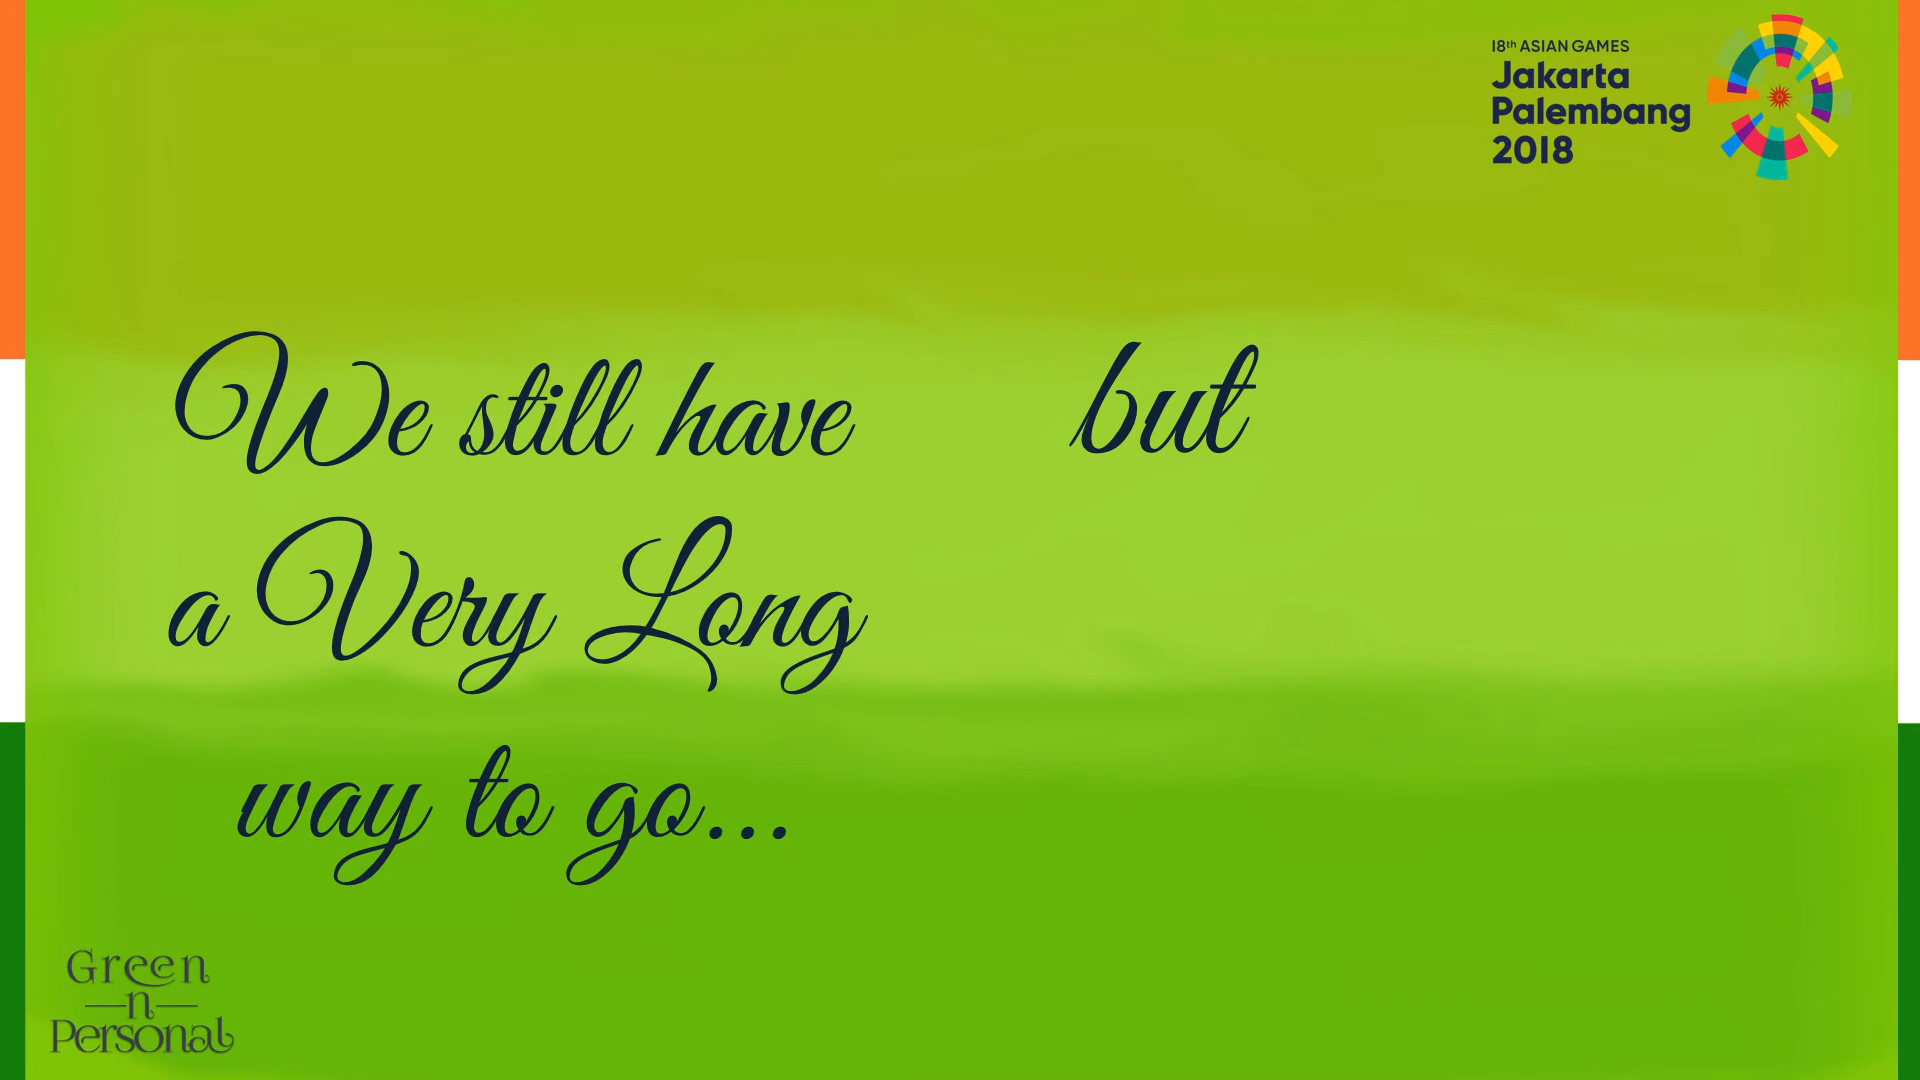 18th ASIAN GAMES
Jakarta
Palembang
2018
We still have
a Very Long
way to go...
but
Green
n
Personal